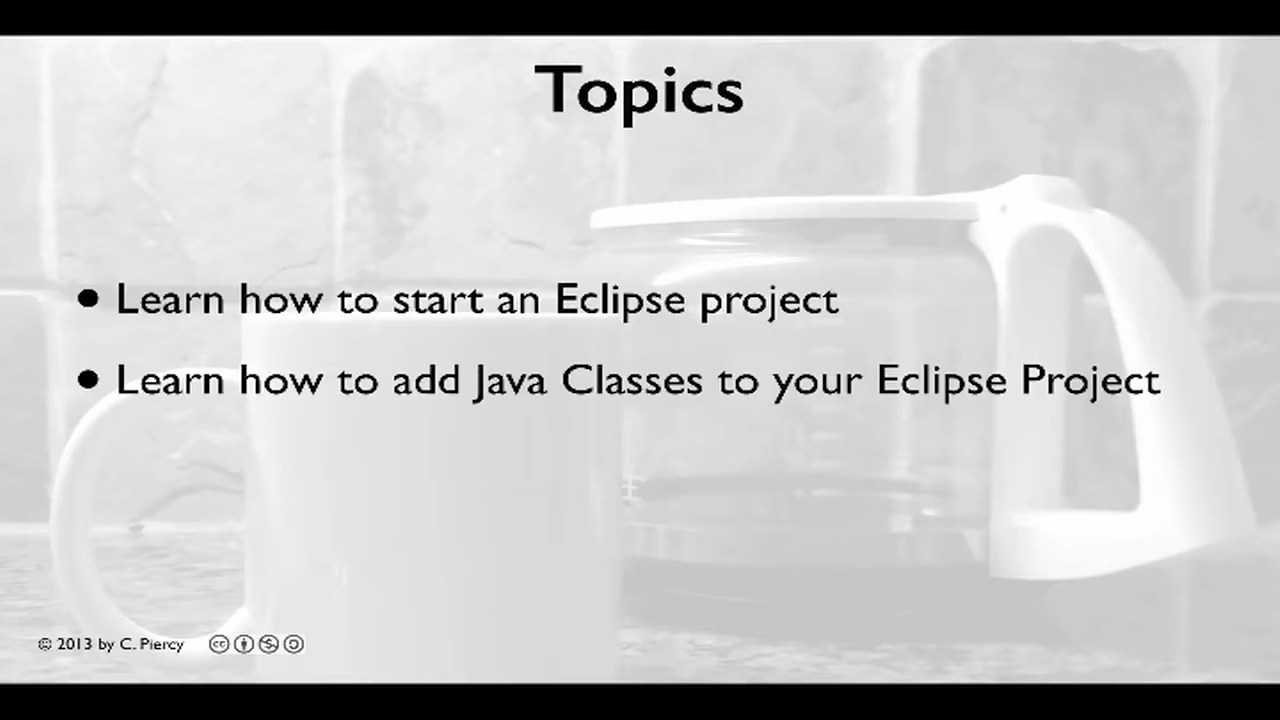 Topics
• Learn how to start an Eclipse project
• Learn how to add Java Classes to your Eclipse Project
© 2013 by C. Piercy